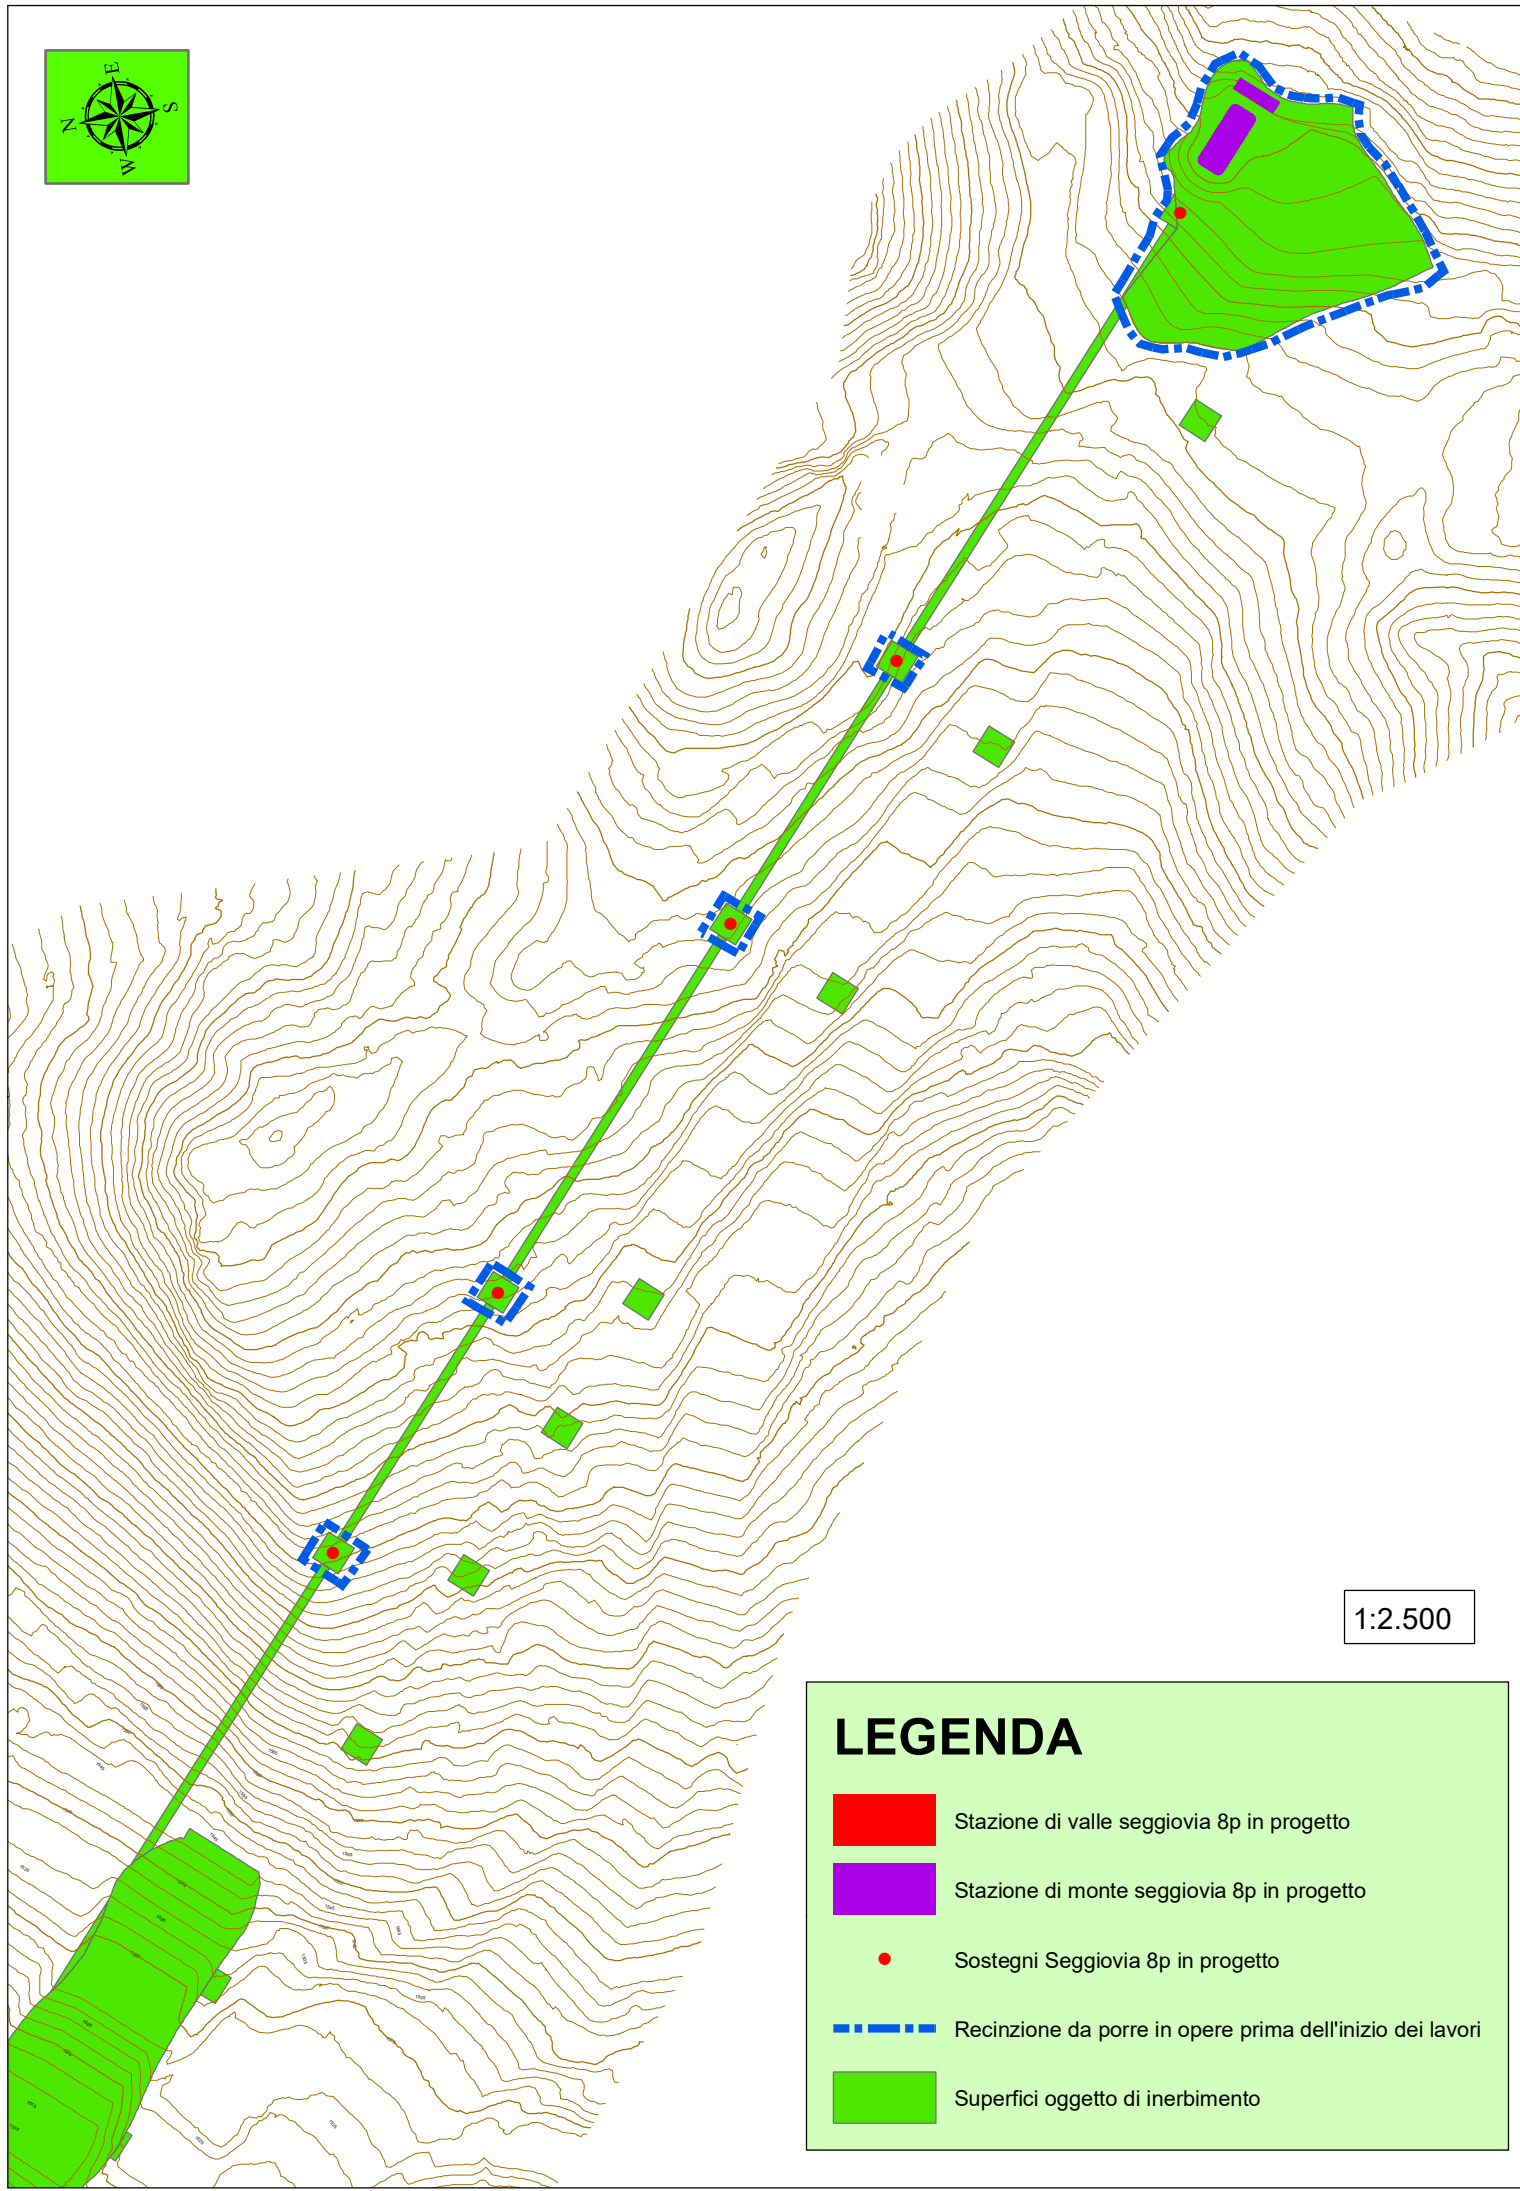 E
S
N
W
1:2.500
LEGENDA
Stazione di valle seggiovia 8p in progetto
Stazione di monte seggiovia 8p in progetto
Sostegni Seggiovia 8p in progetto
Recinzione da porre in opere prima dell'inizio dei lavori
Superfici oggetto di inerbimento